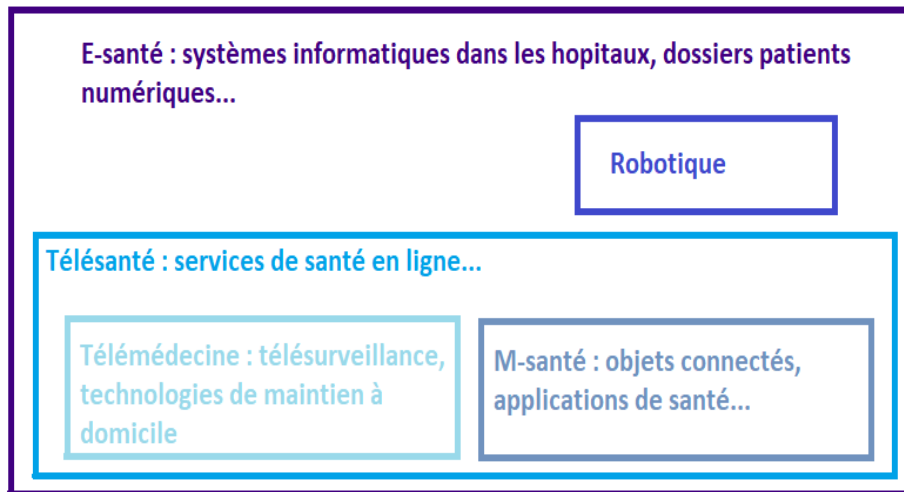 E-santé : systèmes informatiques dans les hopitaux, dossiers patients
numériques...
Robotique
Télésanté : services de santé en ligne...
Télémédecine : télésurveillance,
technologies de maintien à
domicile
M-santé : objets connectés,
applications de santé...